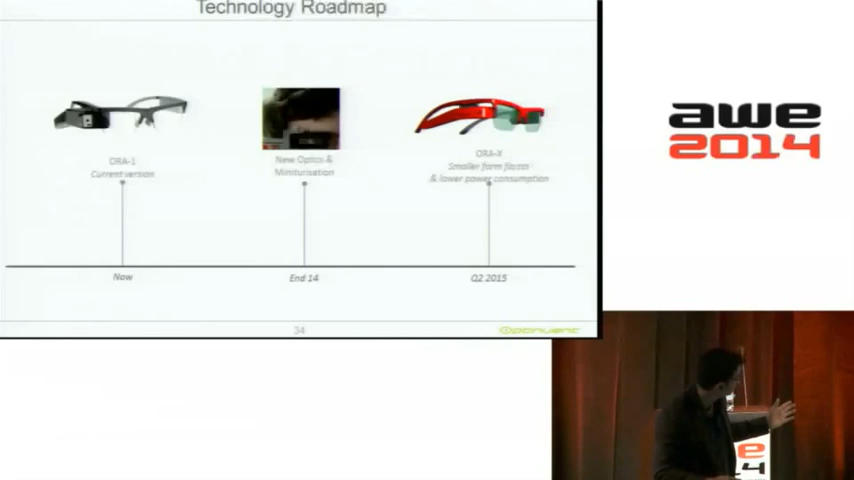 Technology Roadmap
ORA-1
Current version
New Optics &
Miniturisation
ORA-X
Smaller form factor
& lower power consumption
Now
End 14
Q2 2015
34
optinvent
awe
2014
e
14